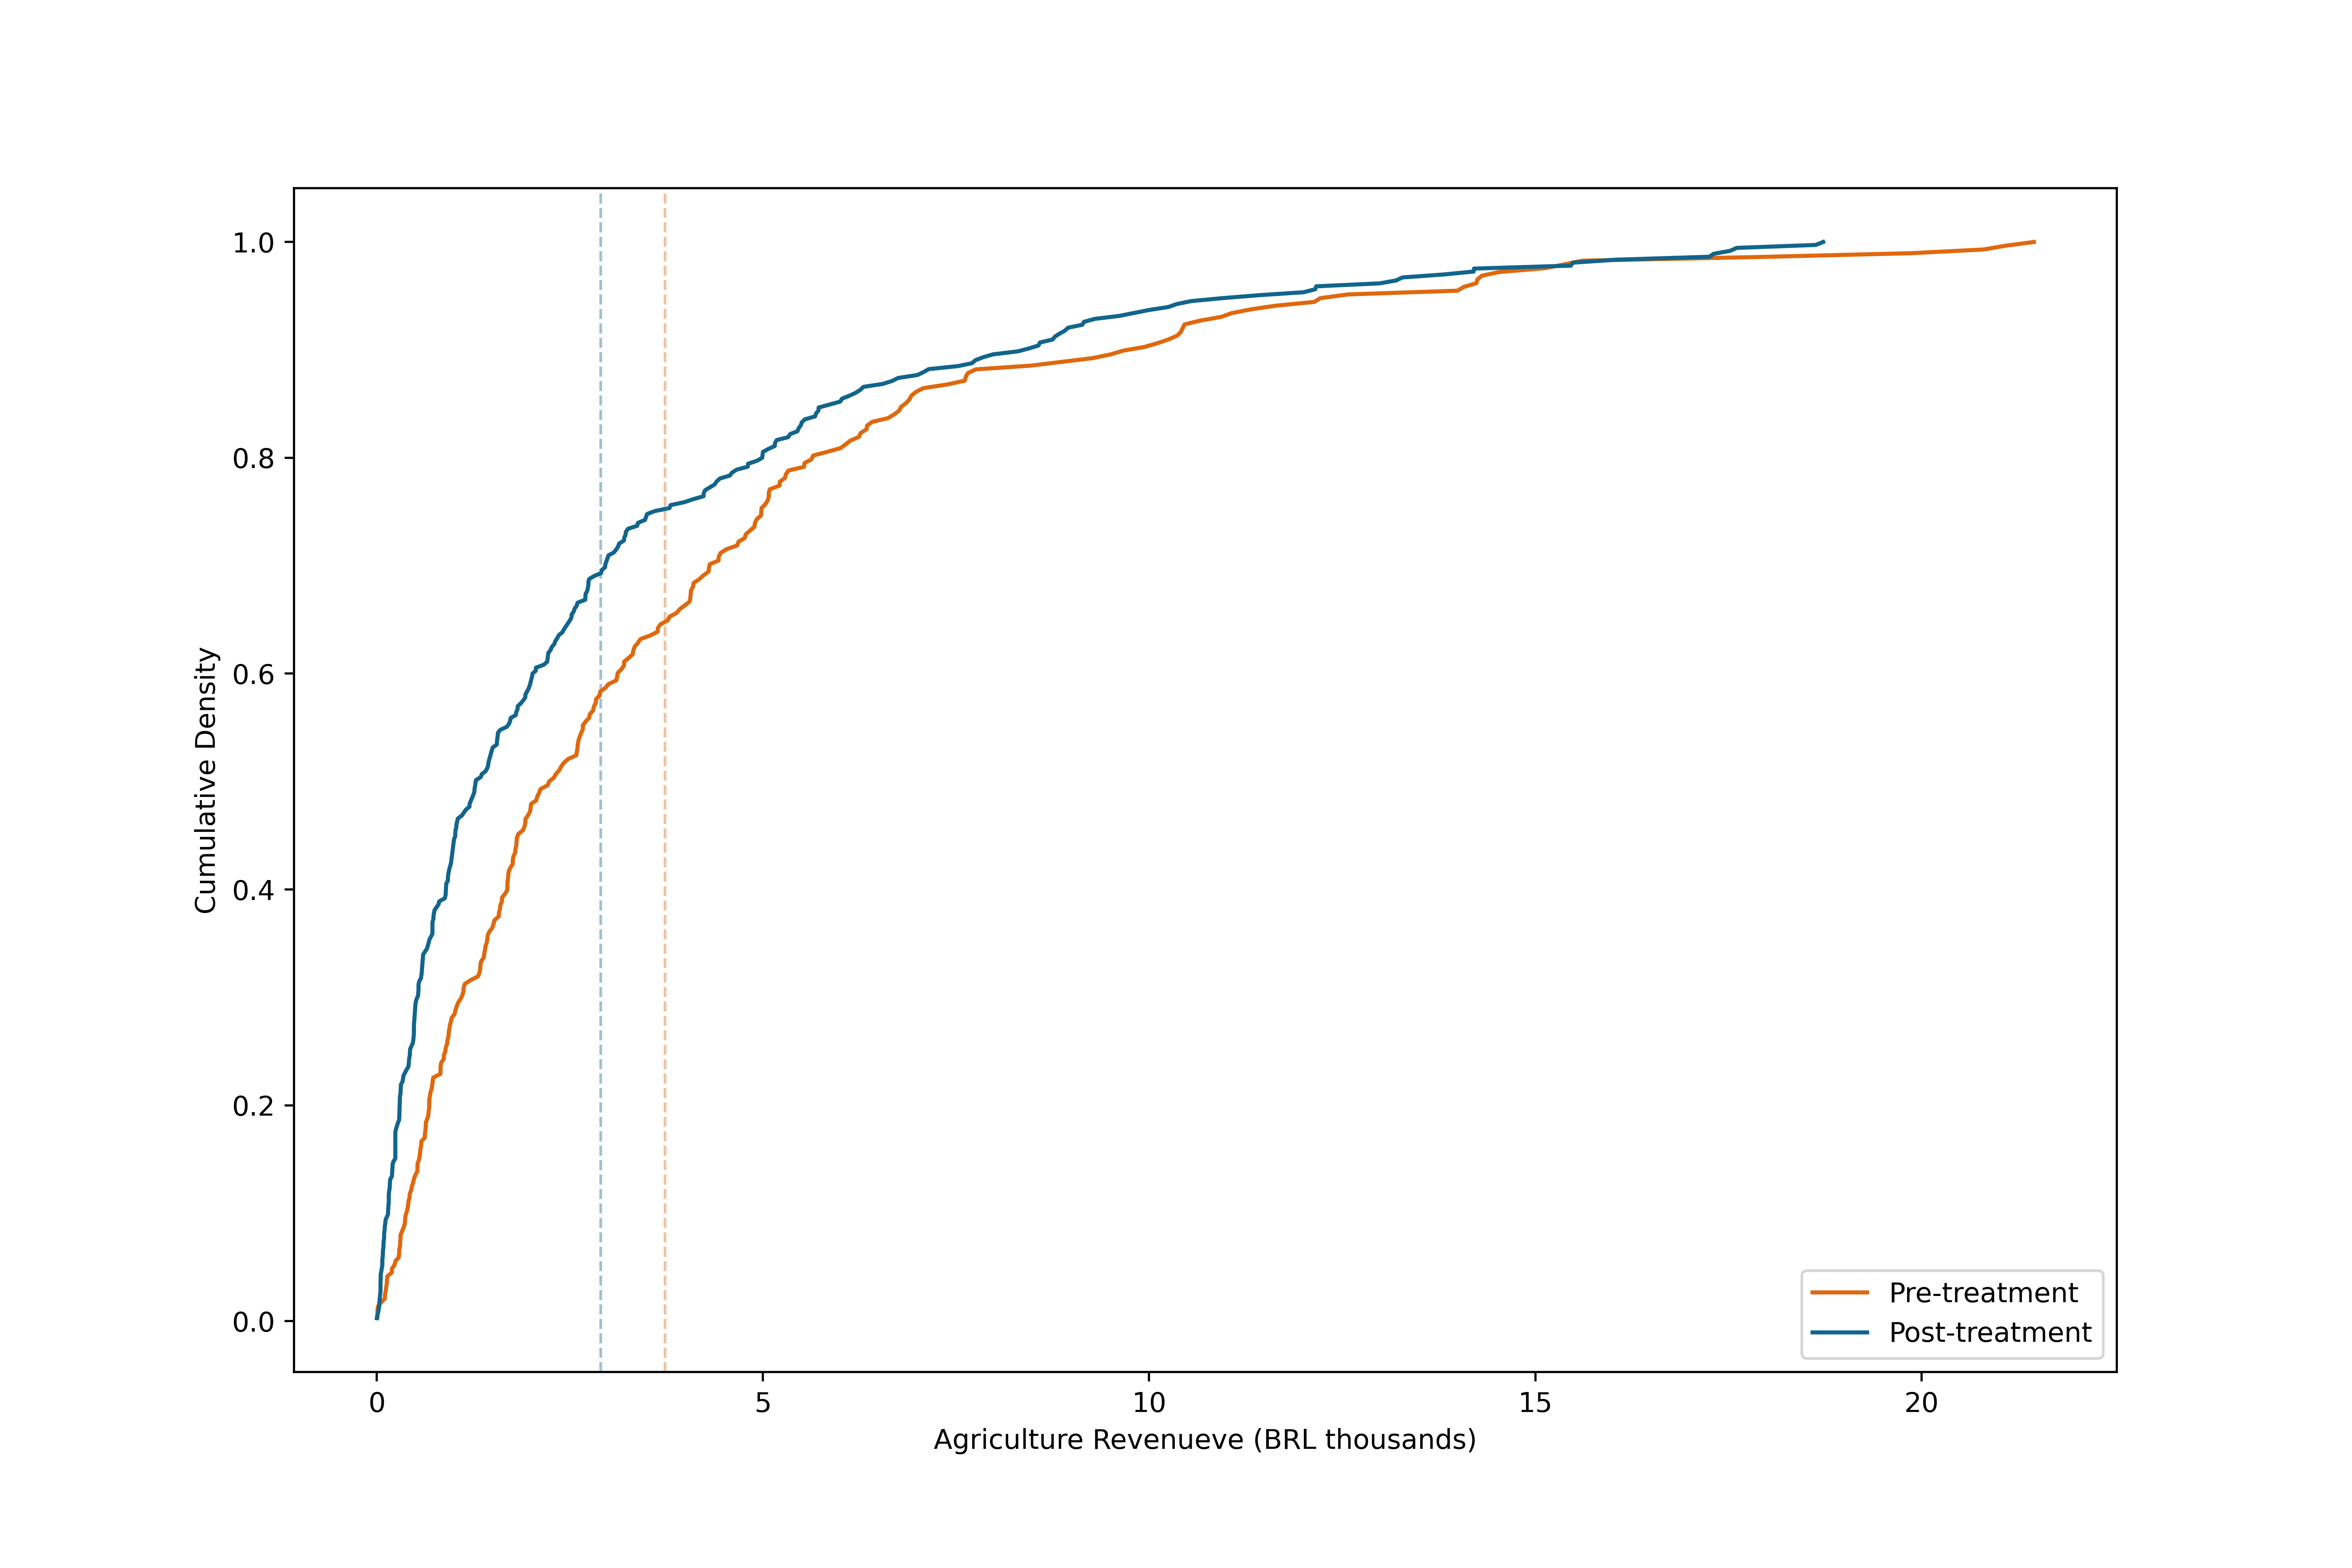 1.0
0.8
0.6
0.4
0.2
0.0
Cumulative Density
0 5 10 15 20
Agriculture Revenueve (BRL thousands)
Pre-treatment
Post-treatment